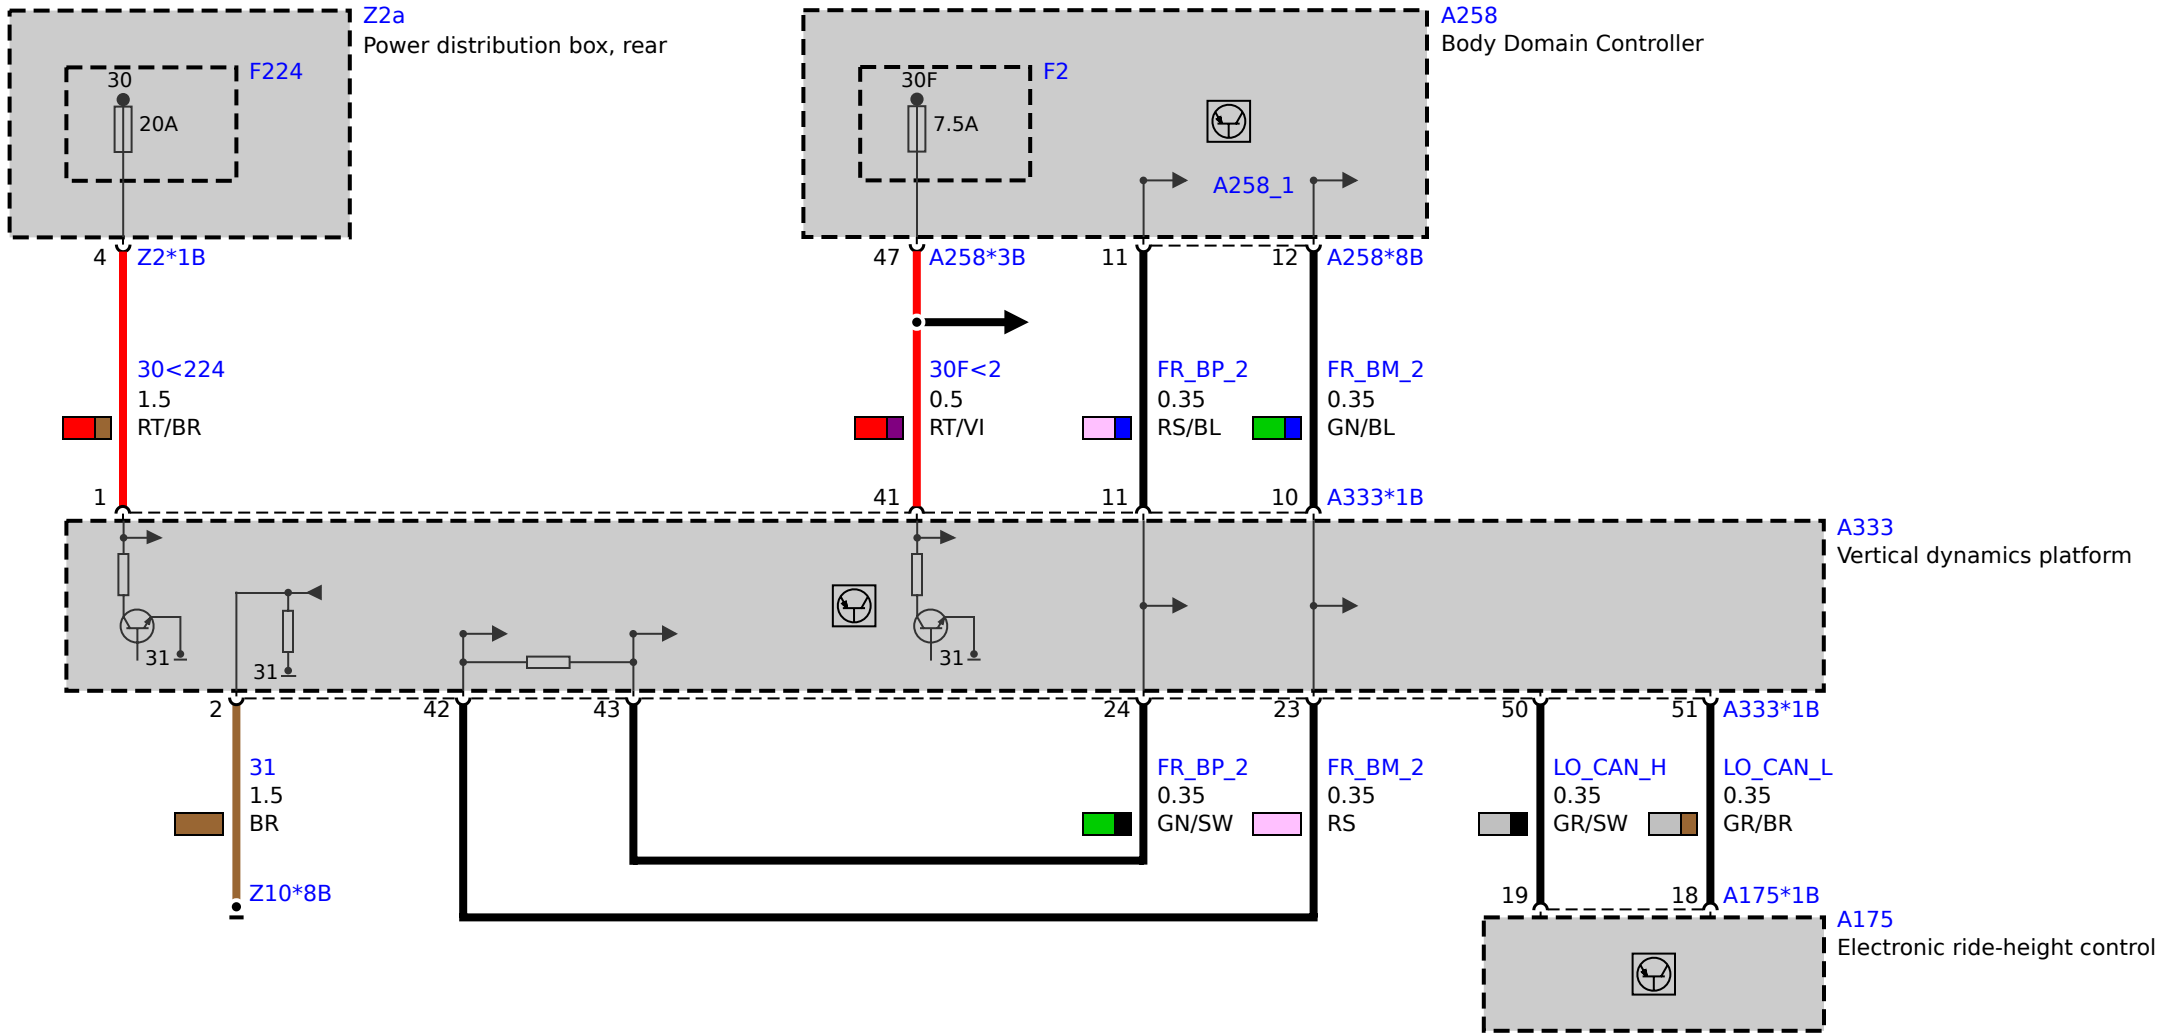 Z2a
Power distribution box, rear
F224
30
20A
A258
Body Domain Controller
F2
30F
7.5A
A258_1
4 Z2*1B
47 A258*3B
11
12 A258*8B
30<224
1.5
RT/BR
30F<2
0.5
RT/VI
FR_BP_2
0.35
RS/BL
FR_BM_2
0.35
GN/BL
1
41
11
10 A333*1B
A333
Vertical dynamics platform
31
31
31
2
42
43
24
23
50
51 A333*1B
31
1.5
BR
FR_BP_2
0.35
GN/SW
FR_BM_2
0.35
RS
LO_CAN_H
0.35
GR/SW
LO_CAN_L
0.35
GR/BR
Z10*8B
19
18 A175*1B
A175
Electronic ride-height control